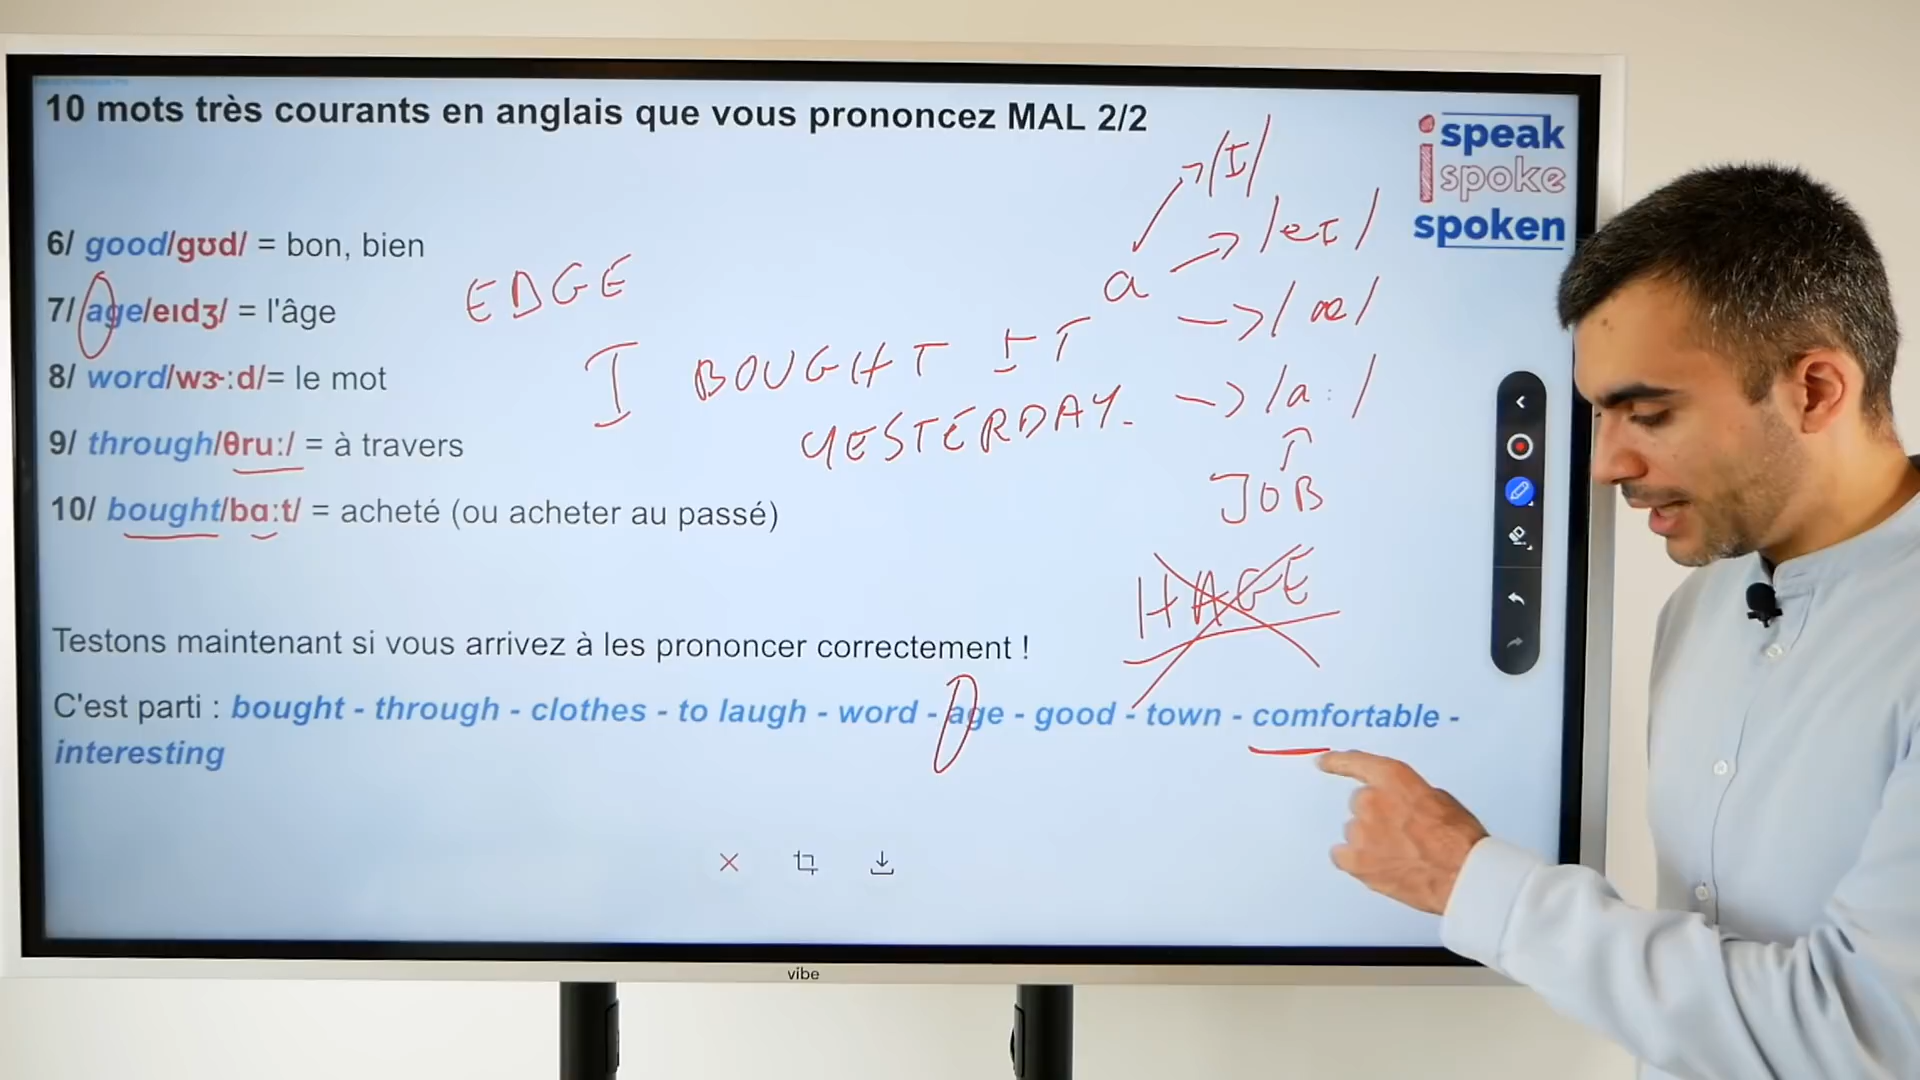 10 mots très courants en anglais que vous prononcez MAL 2/2
i speak
i spoke
spoken
6/ good/gʊd/ = bon, bien
7/ age/eɪdʒ/ = l'âge
8/ word/wɝː d/= le mot
9/ through/θruː/ = à travers
10/ bought/bɑːt/ = acheté (ou acheter au passé)
EDGE
I BOUGHT IT
YESTERDAY.
a
→ /I/
→ /eɪ/
→ /æ/
→ /a:/
JOB
HAGE
Testons maintenant si vous arrivez à les prononcer correctement !
C'est parti : bought - through - clothes - to laugh - word - age - good - town - comfortable -
interesting
vibe